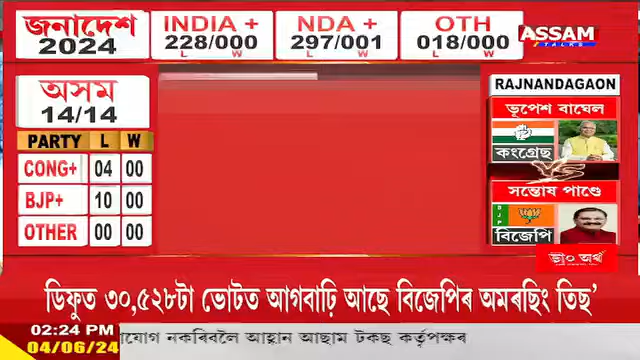 জনাদেশ
2024
INDIA +
228/000
L W
NDA +
297/001
L W
OTH
018/000
L W
ASSAM
TALKS
অসম
14/14
PARTY L W
CONG+ 04 00
BJP+ 10 00
OTHER 00 00
RAJNANDAGAON
ভূপেশ বাঘেল
কংগ্ৰেছ
VS
সন্তোষ পাণ্ডে
BJP
বিজেপি
ডিফুত ৩০,৫২৮টা ভোটত আগবাঢ়ি আছে বিজেপিৰ অমৰছিং তিছ’
02:24 PM
04/06/24
যোগ নকৰিবলৈ আহ্বান আছাম টকছ কৰ্তৃপক্ষৰ